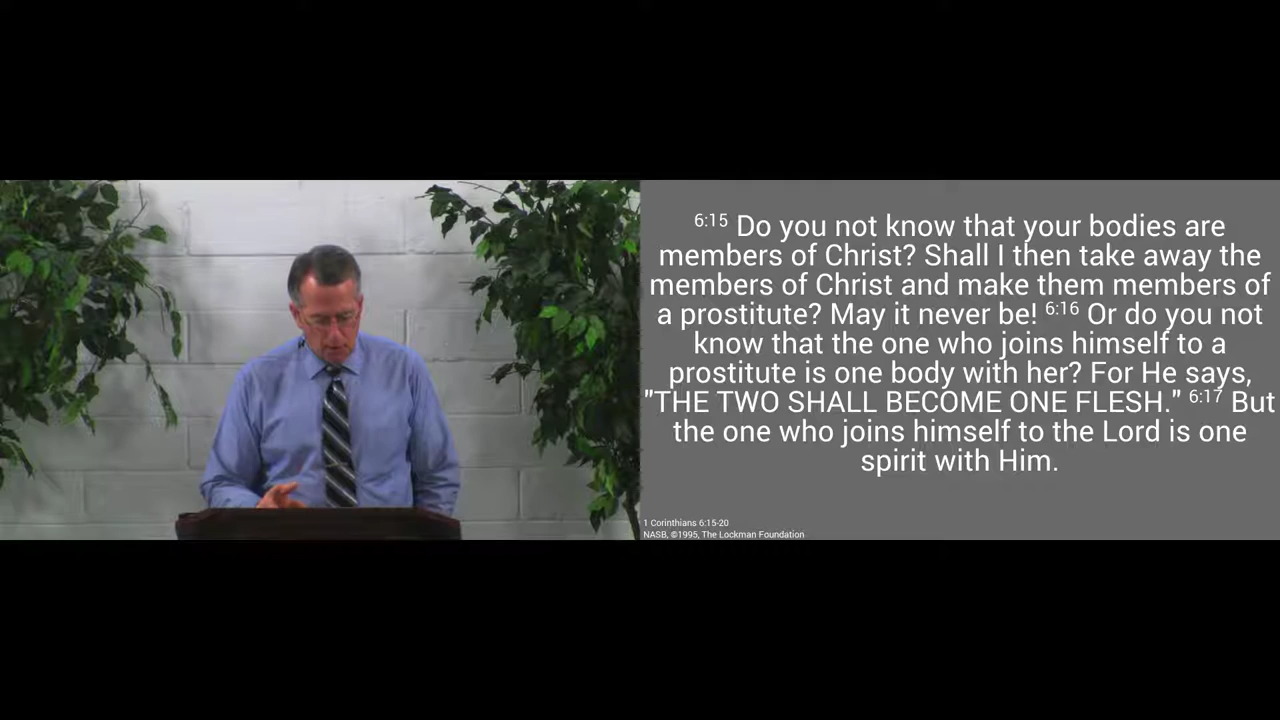 6:15 Do you not know that your bodies are
members of Christ? Shall I then take away the
members of Christ and make them members of
a prostitute? May it never be! 6:16 Or do you not
know that the one who joins himself to a
prostitute is one body with her? For He says,
"THE TWO SHALL BECOME ONE FLESH." 6:17 But
the one who joins himself to the Lord is one
spirit with Him.
1 Corinthians 6:15-20
NASB, ©1995, The Lockman Foundation